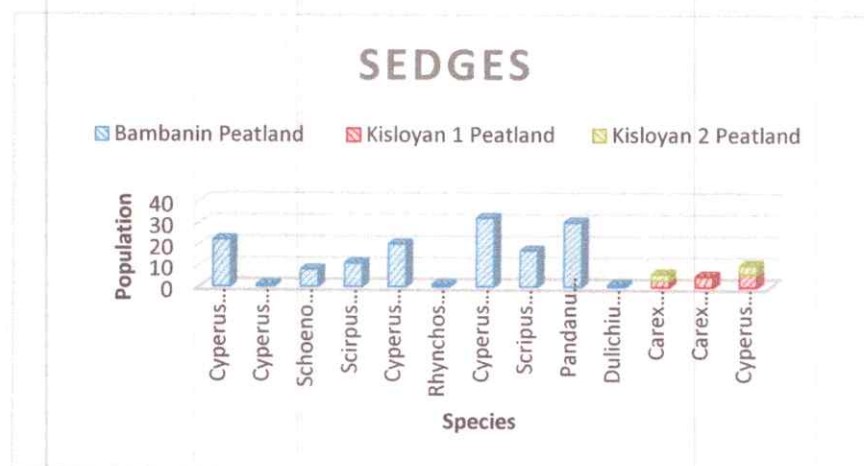 SEDGES
Bambanin Peatland Kisloyan 1 Peatland Kisloyan 2 Peatland
Population
40
30
20
10
0
Cyperus...
Cyperus...
Schoeno...
Scirpus...
Cyperus...
Rhynchos...
Cyperus...
Scripus...
Pandanu...
Dulichiu...
Carex...
Carex...
Cyperus...
Species